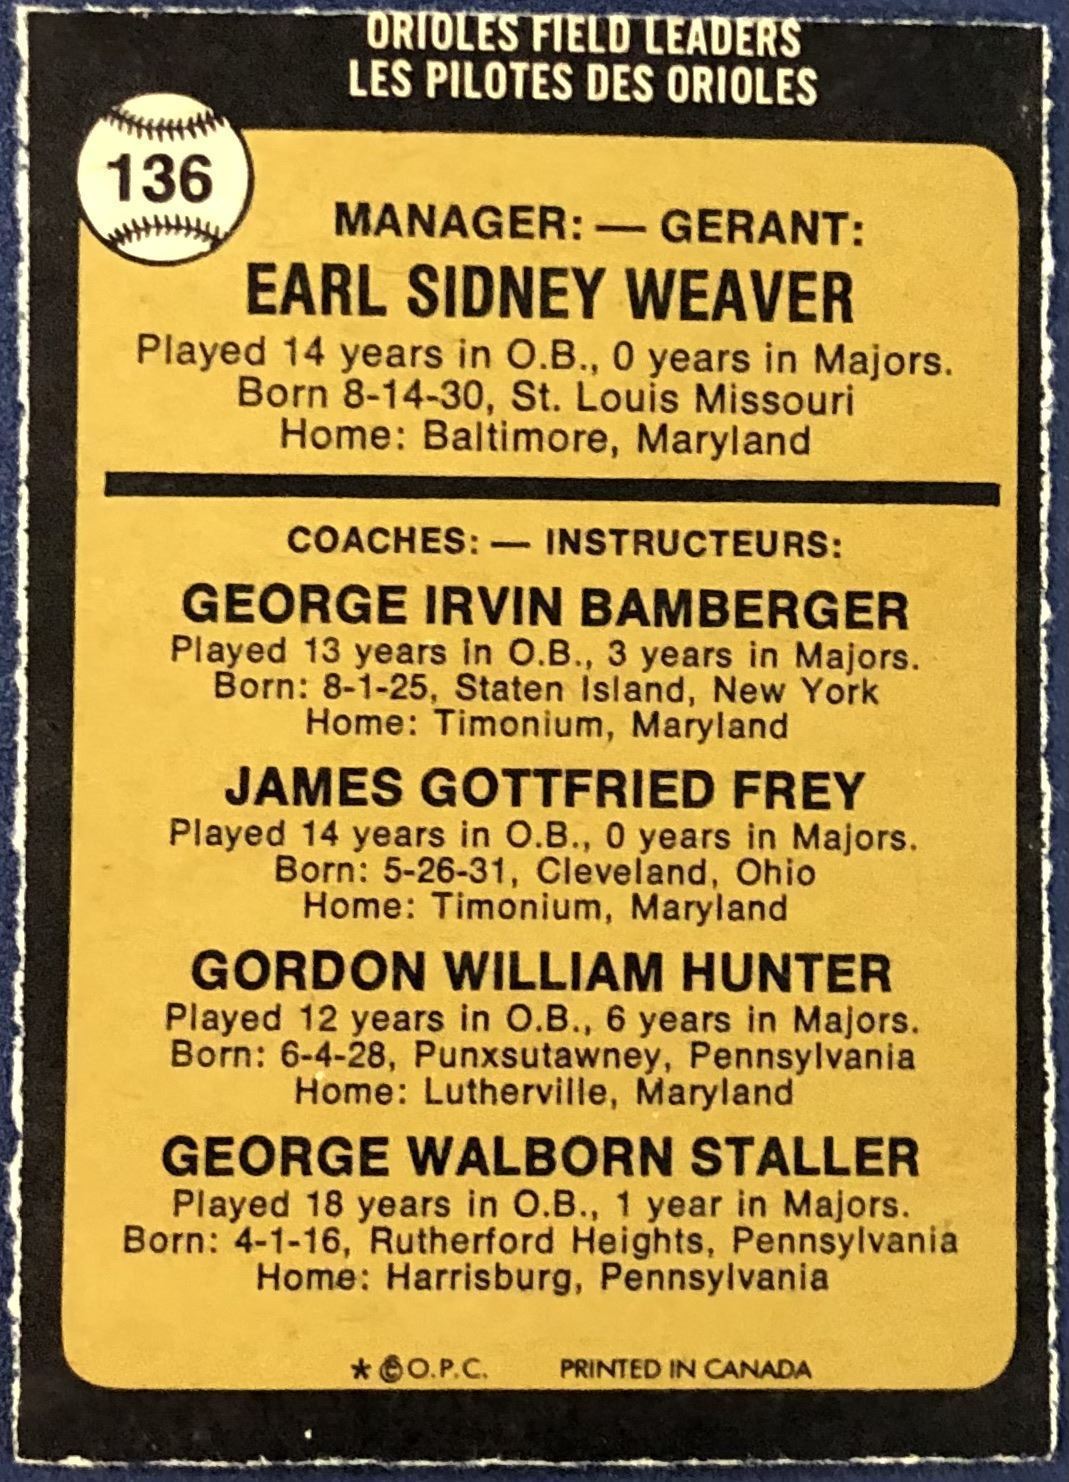 ORIOLES FIELD LEADERS
LES PILOTES DES ORIOLES
136
MANAGER: — GERANT:
EARL SIDNEY WEAVER
Played 14 years in O.B., 0 years in Majors.
Born 8-14-30, St. Louis Missouri
Home: Baltimore, Maryland
COACHES: — INSTRUCTEURS:
GEORGE IRVIN BAMBERGER
Played 13 years in O.B., 3 years in Majors.
Born: 8-1-25, Staten Island, New York
Home: Timonium, Maryland
JAMES GOTTFRIED FREY
Played 14 years in O.B., 0 years in Majors.
Born: 5-26-31, Cleveland, Ohio
Home: Timonium, Maryland
GORDON WILLIAM HUNTER
Played 12 years in O.B., 6 years in Majors.
Born: 6-4-28, Punxsutawney, Pennsylvania
Home: Lutherville, Maryland
GEORGE WALBORN STALLER
Played 18 years in O.B., 1 year in Majors.
Born: 4-1-16, Rutherford Heights, Pennsylvania
Home: Harrisburg, Pennsylvania
* © O.P.C. PRINTED IN CANADA